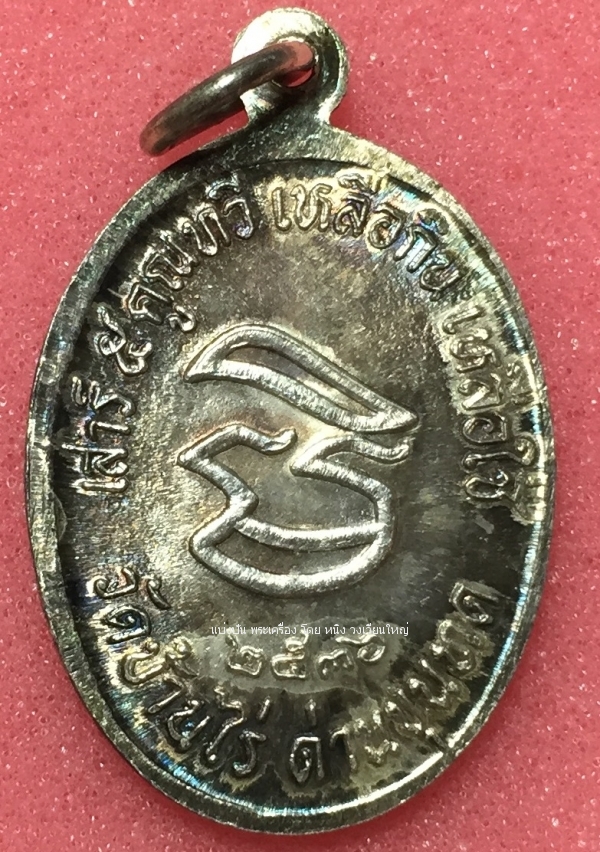 เสาร์ ๕ คูณทวี เหลือกิน เหลือใช้
ชิ
แบ่งปัน พระเครื่อง โดย หนิง วงเวียนใหญ่
๒๕๓๖
วัดบ้านไร่ ด่านขุนทด